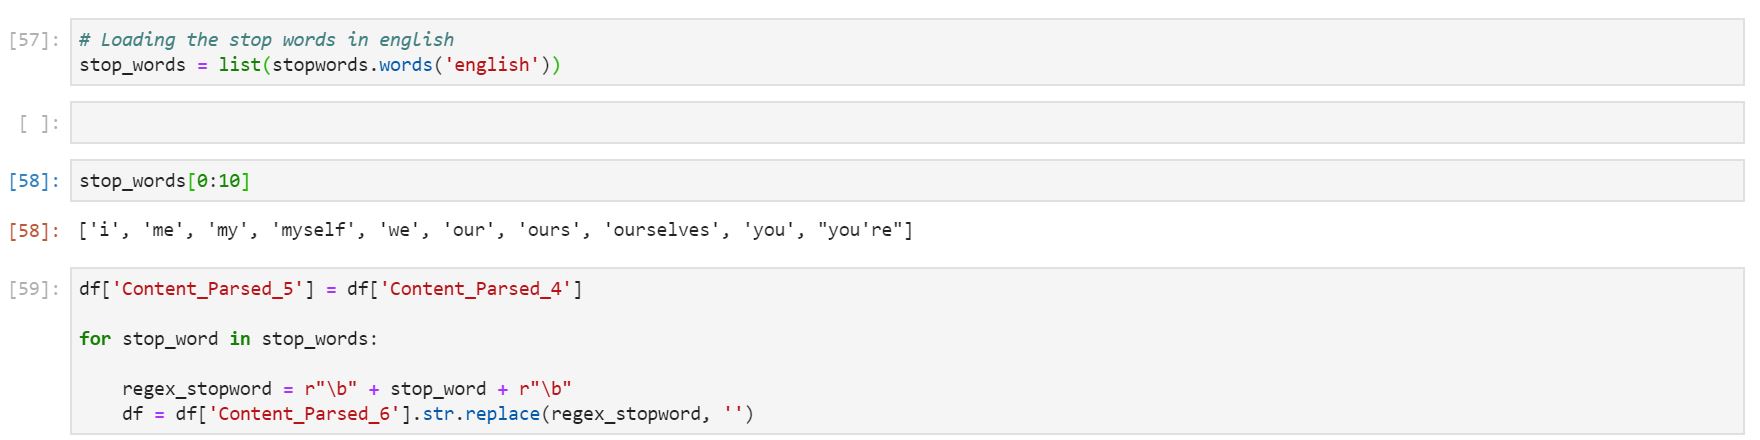 [57]: # Loading the stop words in english
stop_words = list(stopwords.words('english'))
[ ]:
[58]: stop_words[0:10]
[58]: ['i', 'me', 'my', 'myself', 'we', 'our', 'ours', 'ourselves', 'you', "you're"]
[59]: df['Content_Parsed_5'] = df['Content_Parsed_4']
for stop_word in stop_words:
regex_stopword = r"\b" + stop_word + r"\b"
df = df['Content_Parsed_6'].str.replace(regex_stopword, '')